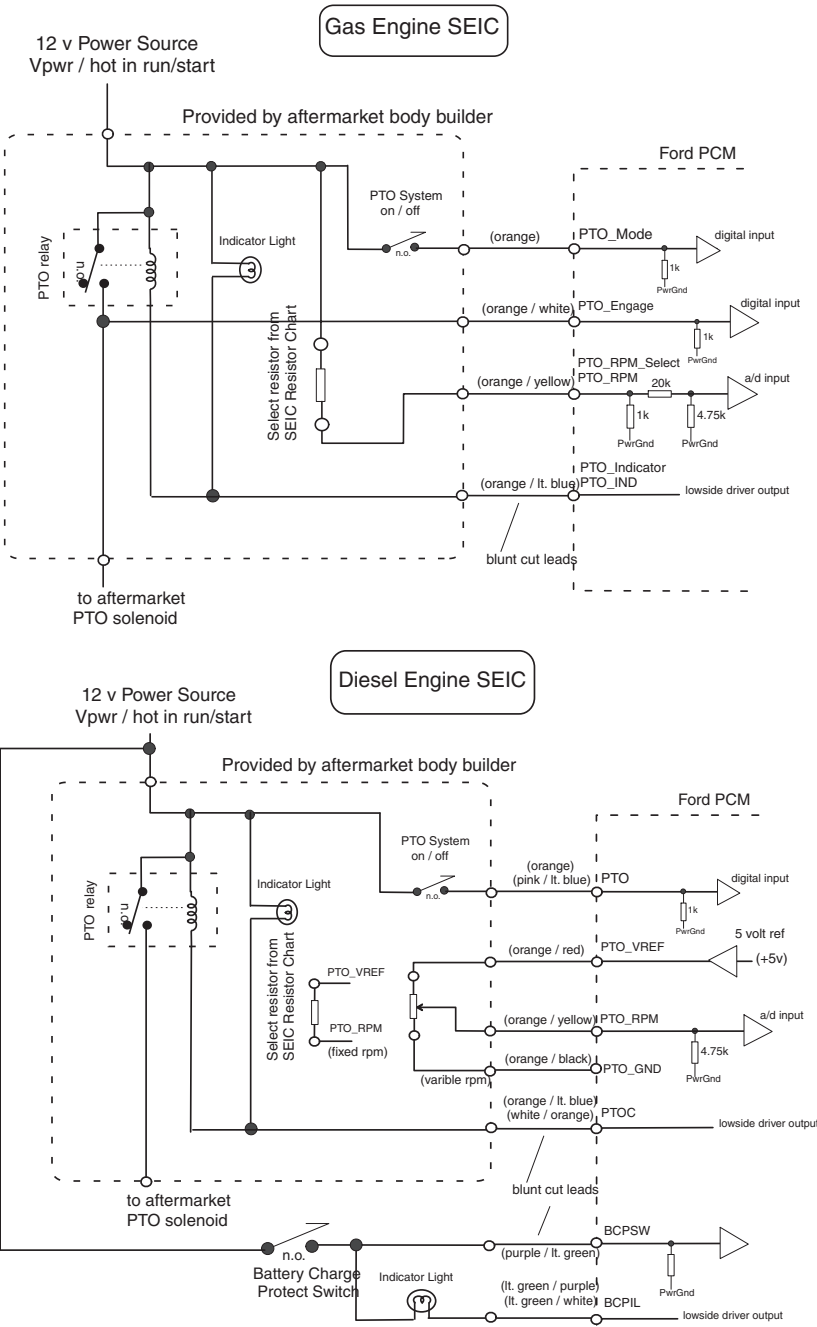 Gas Engine SEIC
12 v Power Source
Vpwr / hot in run/start
Provided by aftermarket body builder
Ford PCM
PTO System
on / off
n.o.
(orange)
PTO_Mode
digital input
1k
PwrGnd
PTO relay
n.o.
Indicator Light
(orange / white)
PTO_Engage
digital input
1k
PwrGnd
Select resistor from
SEIC Resistor Chart
PTO_RPM_Select
(orange / yellow)
PTO_RPM
20k
a/d input
1k
4.75k
PwrGnd
PwrGnd
PTO_Indicator
(orange / lt. blue)
PTO_IND
lowside driver output
blunt cut leads
to aftermarket
PTO solenoid
Diesel Engine SEIC
12 v Power Source
Vpwr / hot in run/start
Provided by aftermarket body builder
Ford PCM
PTO System
on / off
n.o.
(orange)
(pink / lt. blue)
PTO
digital input
1k
PwrGnd
PTO relay
n.o.
Indicator Light
(orange / red)
PTO_VREF
5 volt ref
(+5v)
Select resistor from
SEIC Resistor Chart
PTO_VREF
PTO_RPM
(fixed rpm)
(orange / yellow)
PTO_RPM
a/d input
4.75k
PwrGnd
(varible rpm)
(orange / black)
PTO_GND
(orange / lt. blue)
(white / orange)
PTOC
lowside driver output
blunt cut leads
to aftermarket
PTO solenoid
n.o.
Battery Charge
Protect Switch
BCPSW
(purple / lt. green)
PwrGnd
Indicator Light
(lt. green / purple)
(lt. green / white)
BCPIL
lowside driver output